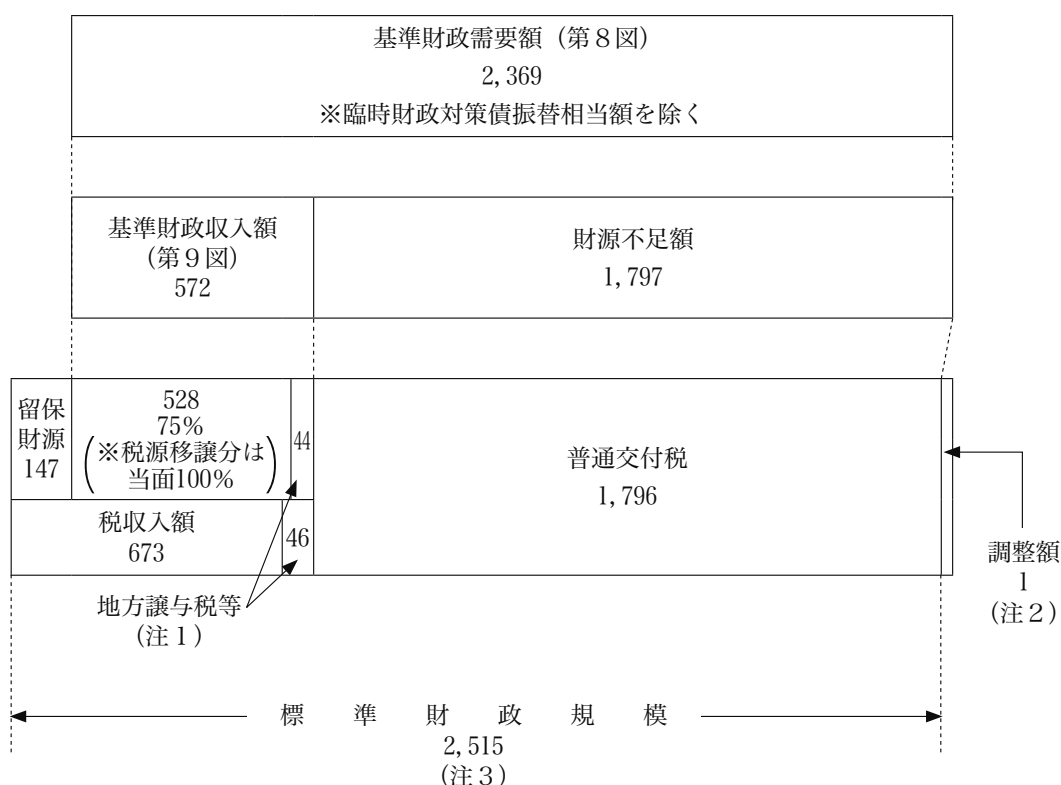 基準財政需要額（第８図）
2,369
※臨時財政対策債振替相当額を除く
基準財政収入額
（第９図）
572
財源不足額
1,797
留保
財源
147
528
75%
（※税源移譲分は
当面100%）
44
普通交付税
1,796
税収入額
673
46
調整額
1
（注２）
地方譲与税等
（注１）
標準財政規模
2,515
（注３）